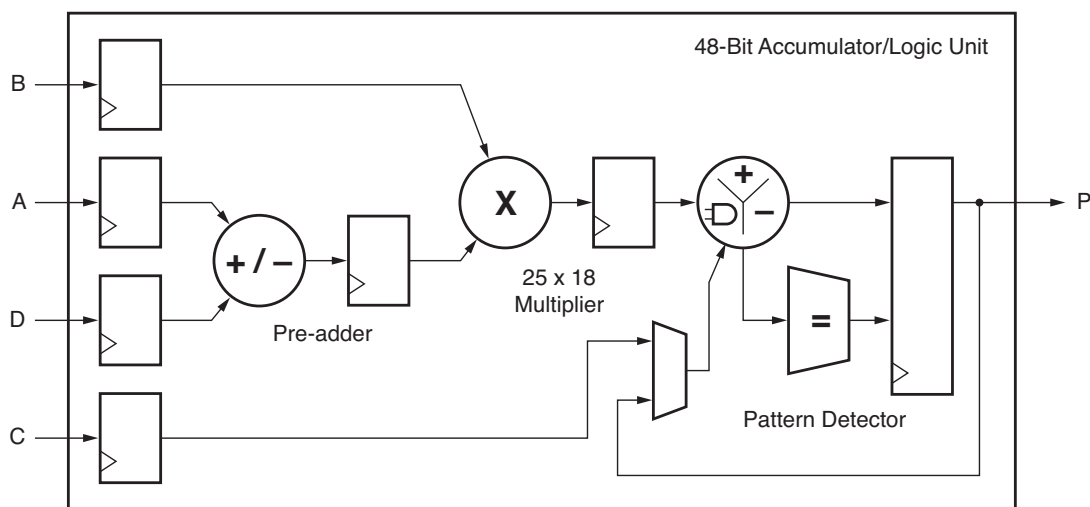 48-Bit Accumulator/Logic Unit
B
A
+
−
X
P
+ / −
25 x 18
Multiplier
D
Pre-adder
=
Pattern Detector
C